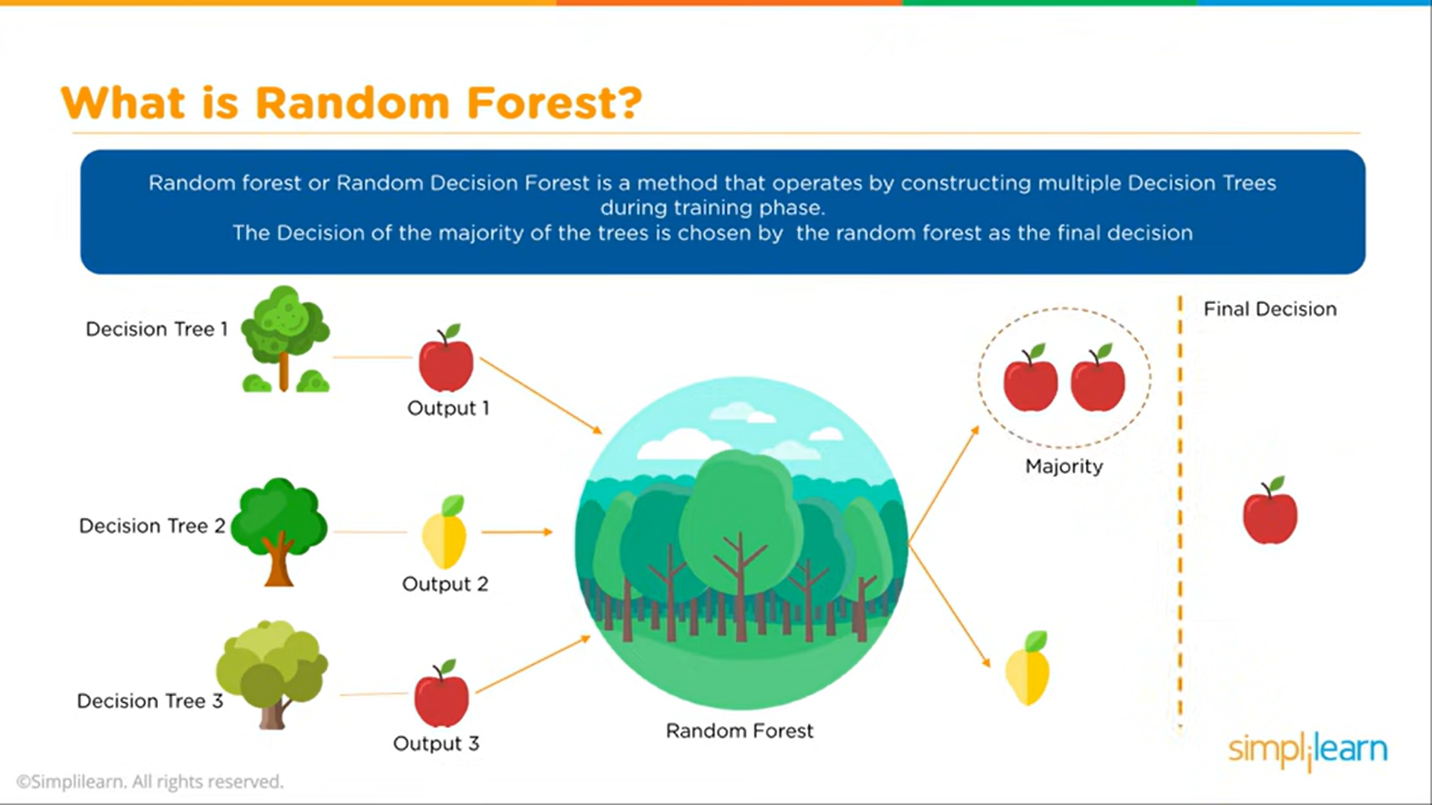 What is Random Forest?
Random forest or Random Decision Forest is a method that operates by constructing multiple Decision Trees
during training phase.
The Decision of the majority of the trees is chosen by  the random forest as the final decision
Decision Tree 1
Output 1
Decision Tree 2
Output 2
Decision Tree 3
Output 3
Random Forest
Majority
Final Decision
simplilearn
©Simplilearn. All rights reserved.